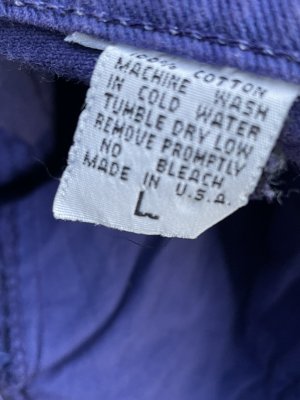 100% COTTON
MACHINE WASH
IN COLD WATER
TUMBLE DRY LOW
REMOVE PROMPTLY
NO BLEACH
MADE IN U.S.A.
L